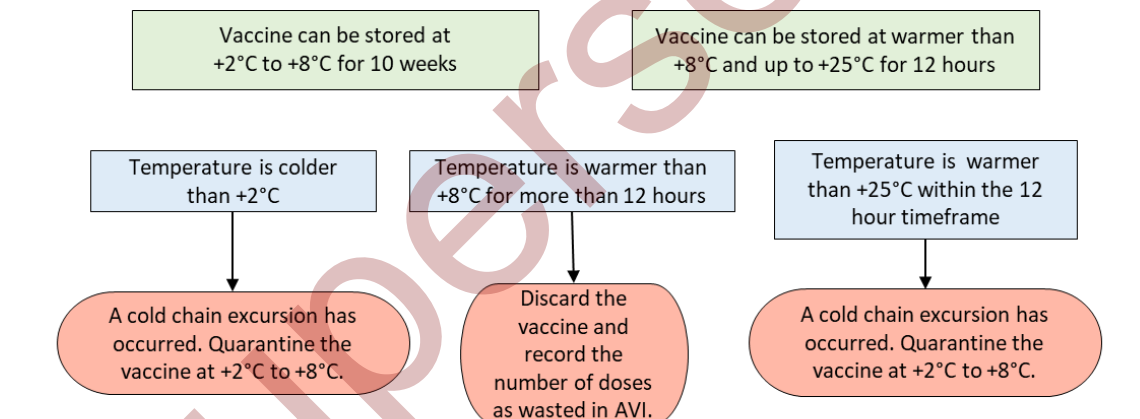 Vaccine can be stored at
+2°C to +8°C for 10 weeks
Vaccine can be stored at warmer than
+8°C and up to +25°C for 12 hours
Temperature is colder
than +2°C
Temperature is warmer than
+8°C for more than 12 hours
Temperature is warmer
than +25°C within the 12
hour timeframe
A cold chain excursion has
occurred. Quarantine the
vaccine at +2°C to +8°C.
Discard the
vaccine and
record the
number of doses
as wasted in AVI.
A cold chain excursion has
occurred. Quarantine the
vaccine at +2°C to +8°C.